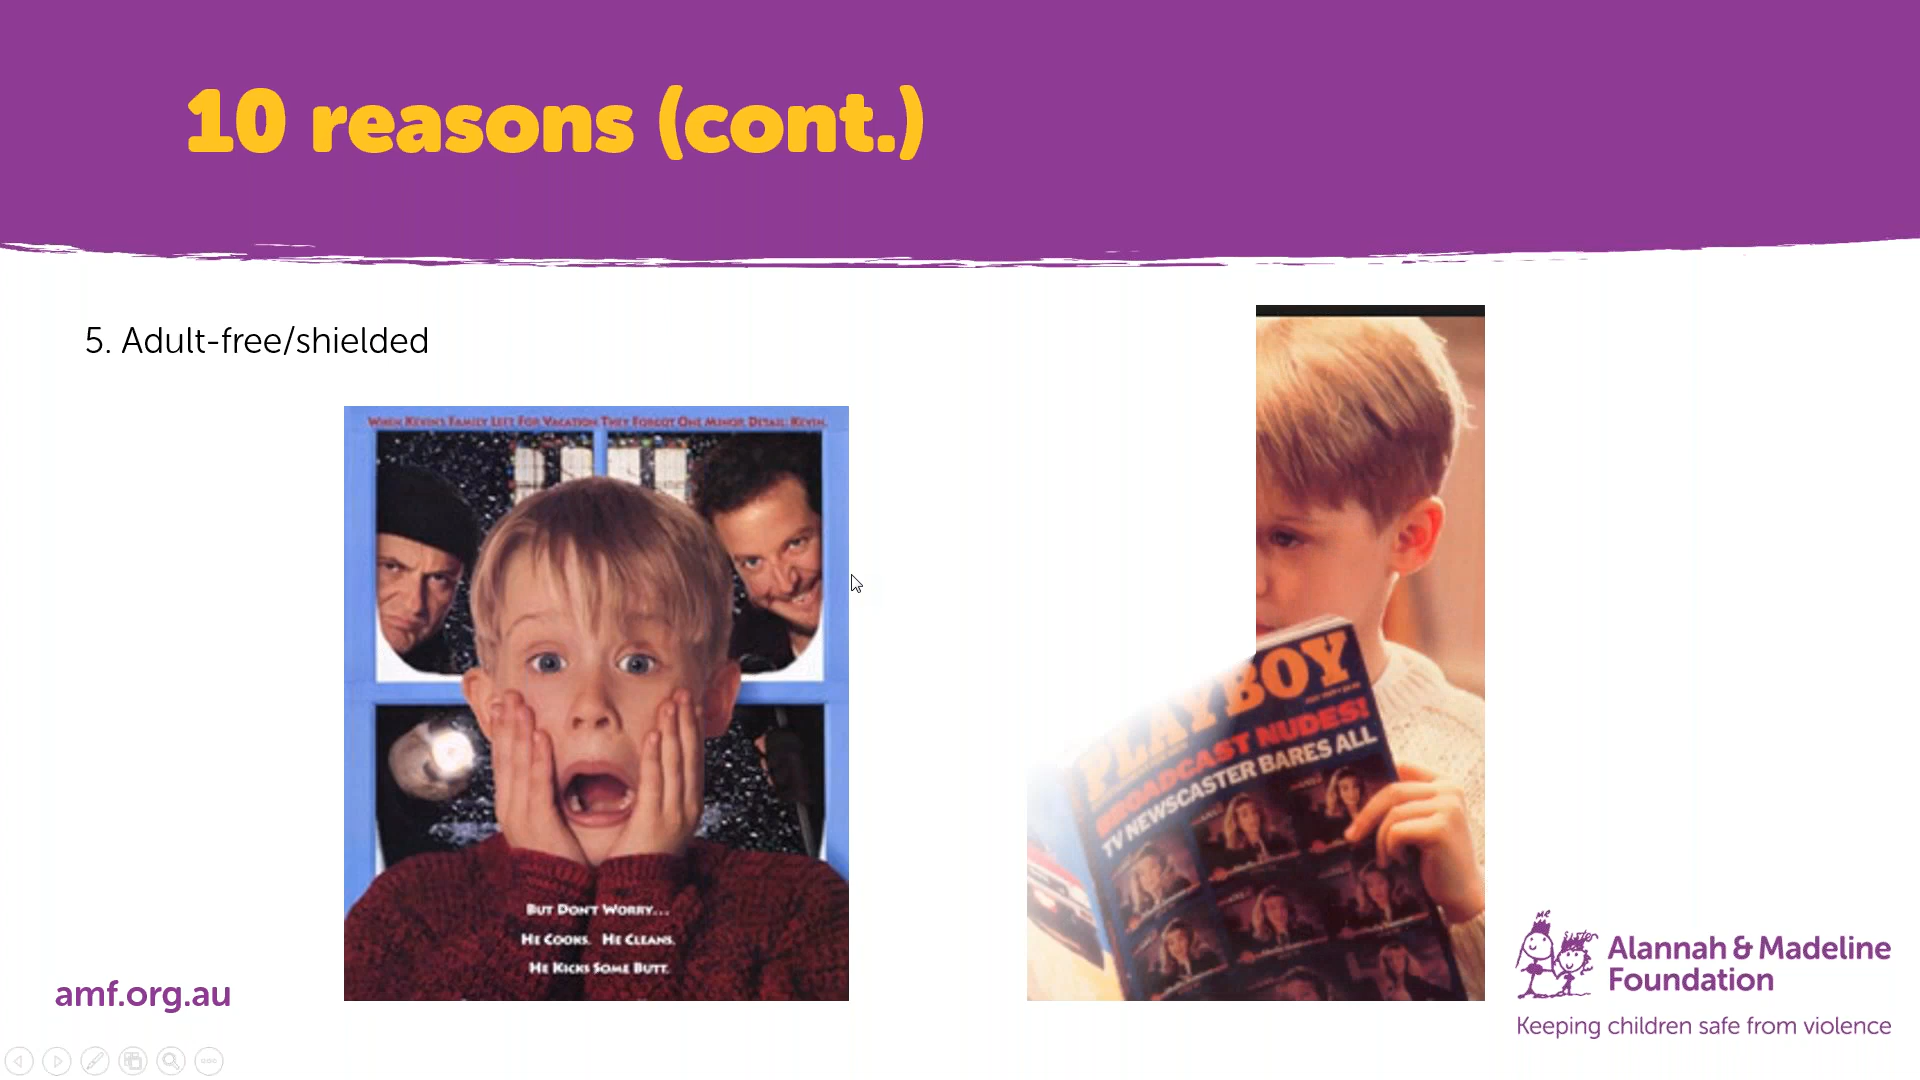 10 reasons (cont.)
5. Adult-free/shielded
WHEN KEVIN'S FAMILY LEFT FOR VACATION THEY FORGOT ONE MINOR DETAIL: KEVIN.
BUT DON'T WORRY...
HE COOKS. HE CLEANS.
HE KICKS SOME BUTT.
PLAYBOY
BROADCAST NUDES!
TV NEWSCASTER BARES ALL
amf.org.au
me
sister
Alannah & Madeline
Foundation
Keeping children safe from violence